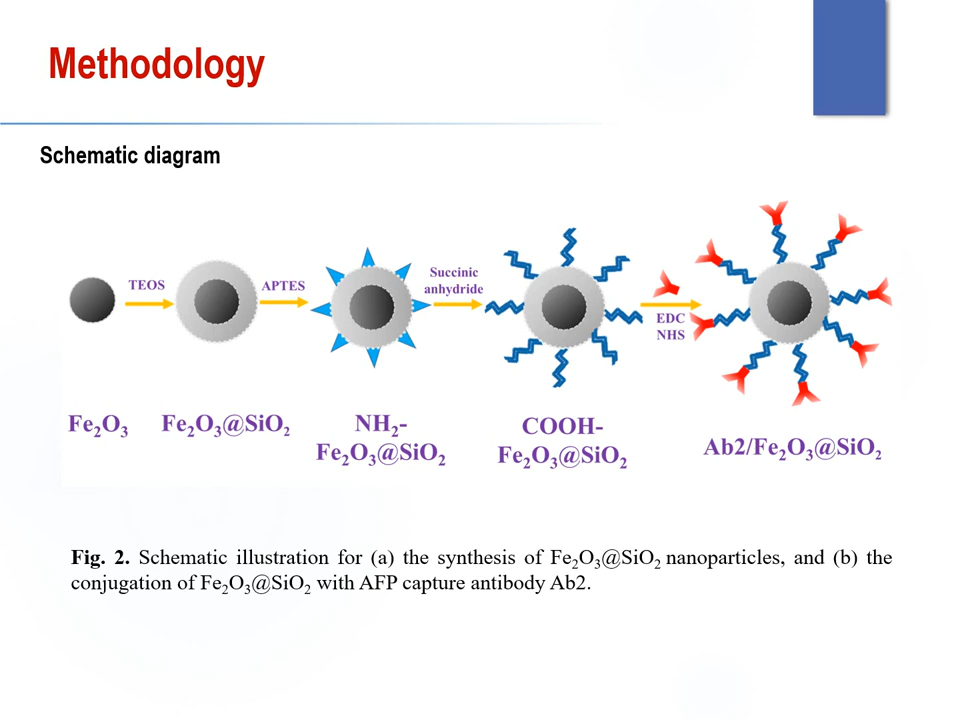 Methodology
Schematic diagram
TEOS
APTES
Succinic
anhydride
EDC
NHS
Fe₂O₃
Fe₂O₃@SiO₂
NH₂-
Fe₂O₃@SiO₂
COOH-
Fe₂O₃@SiO₂
Ab2/Fe₂O₃@SiO₂
Fig. 2. Schematic illustration for (a) the synthesis of Fe₂O₃@SiO₂ nanoparticles, and (b) the
conjugation of Fe₂O₃@SiO₂ with AFP capture antibody Ab2.